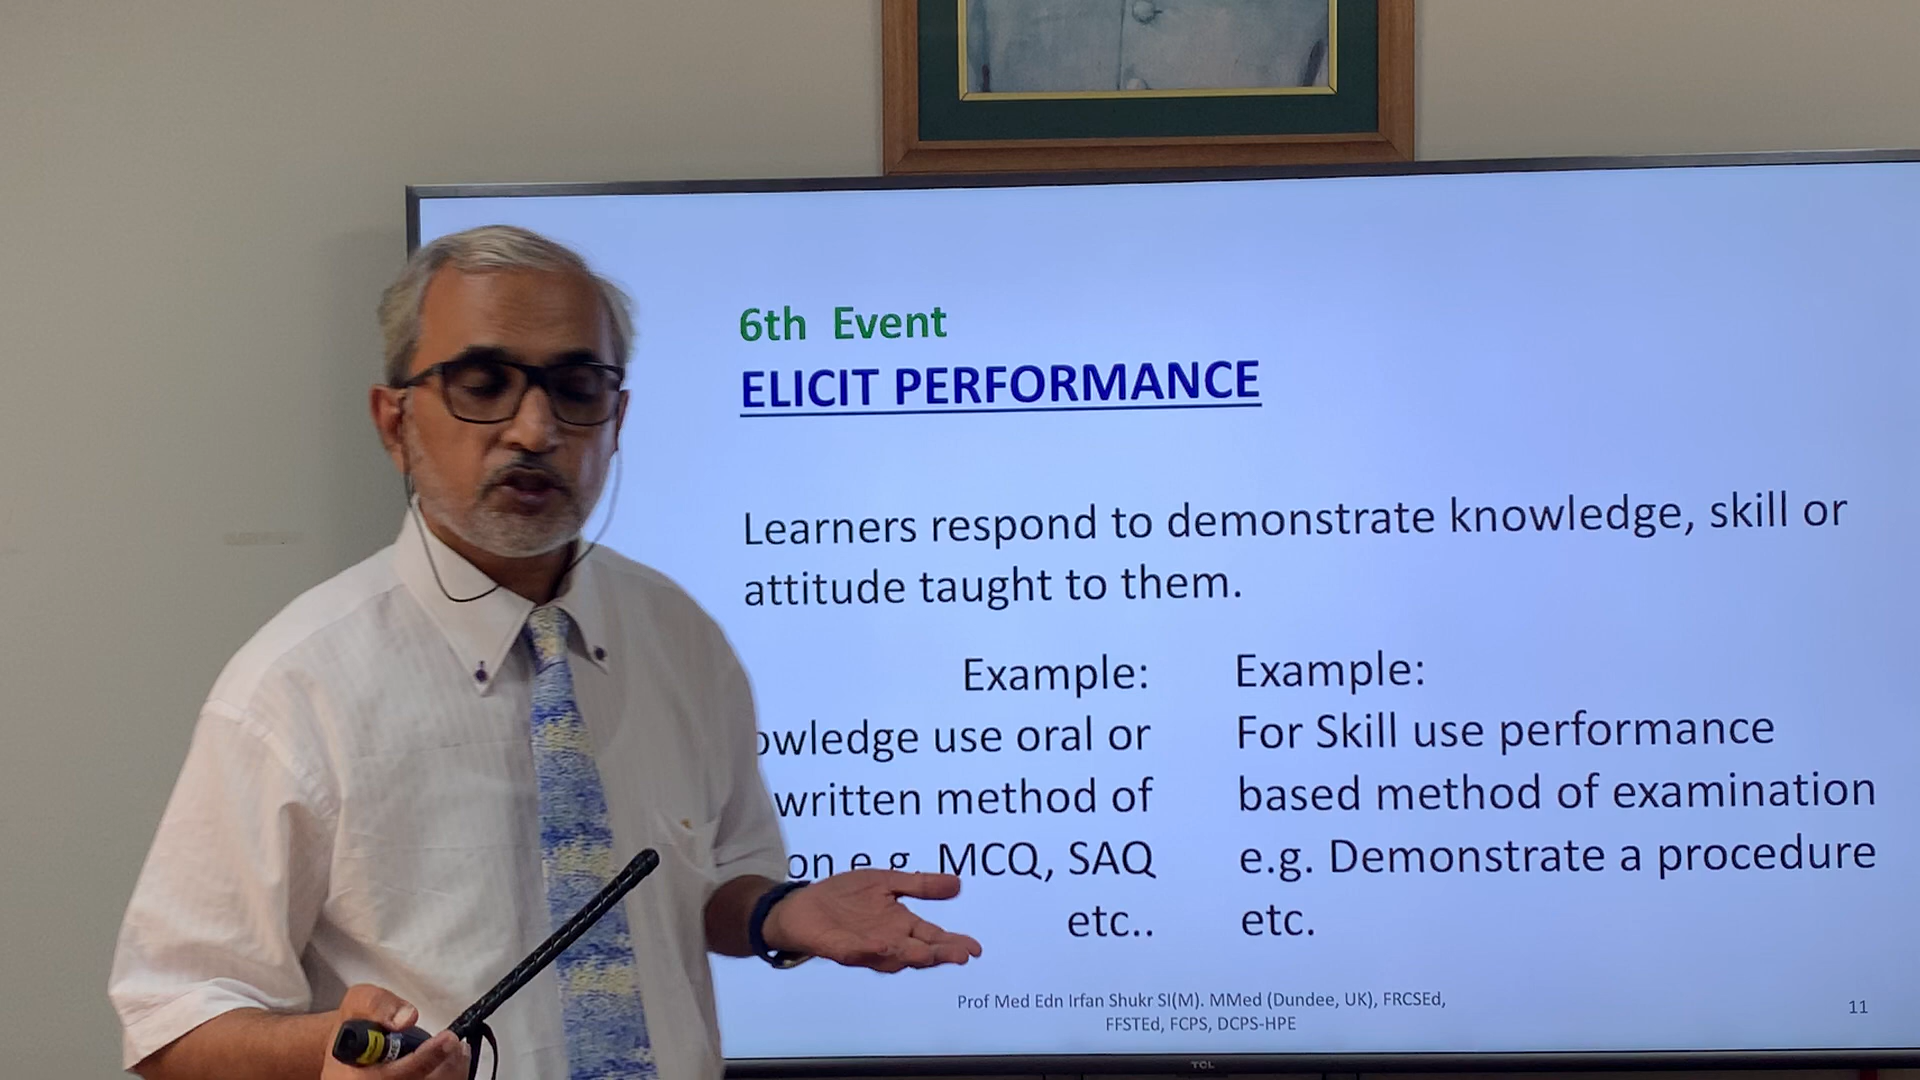 6th Event
ELICIT PERFORMANCE
Learners respond to demonstrate knowledge, skill or
attitude taught to them.
Example:
owledge use oral or
written method of
on e.g. MCQ, SAQ
etc..
Example:
For Skill use performance
based method of examination
e.g. Demonstrate a procedure
etc.
Prof Med Edn Irfan Shukr SI(M). MMed (Dundee, UK), FRCSEd,
FFSTEd, FCPS, DCPS-HPE
11
TCL